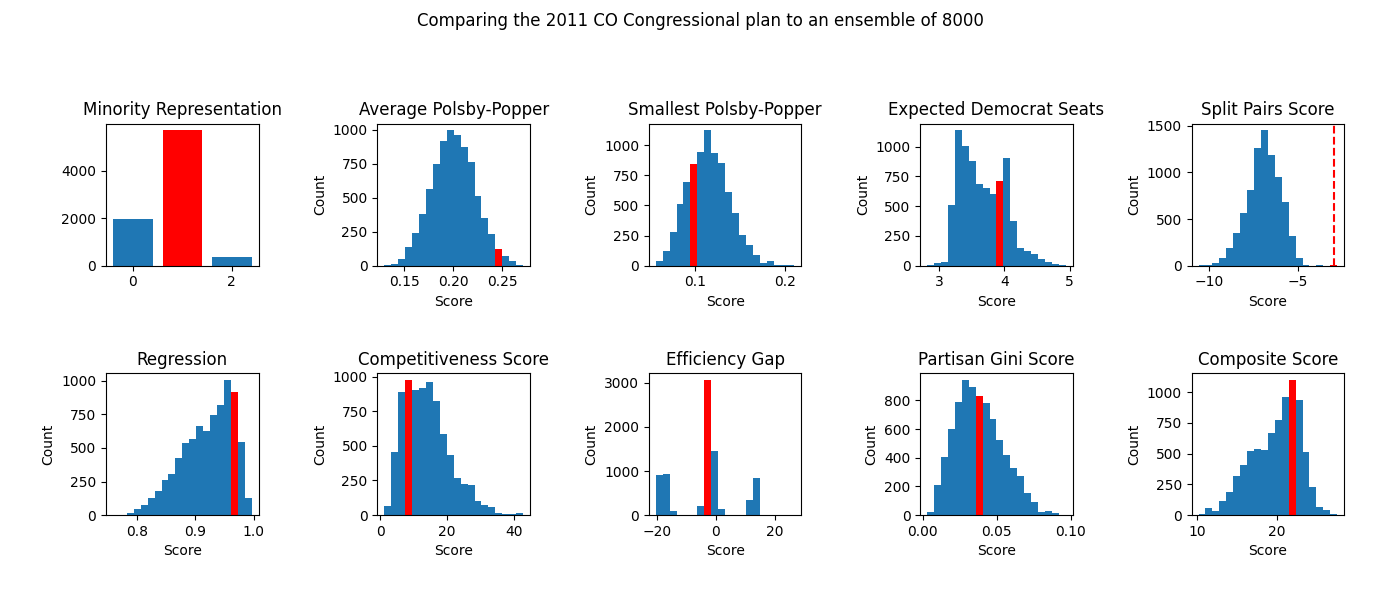 Comparing the 2011 CO Congressional plan to an ensemble of 8000
Minority Representation
4000
2000
0
0
2
Average Polsby-Popper
Count
1000
750
500
250
0
0.15
0.20
0.25
Score
Smallest Polsby-Popper
Count
1000
750
500
250
0
0.1
0.2
Score
Expected Democrat Seats
Count
1000
750
500
250
0
3
4
5
Score
Split Pairs Score
Count
1500
1000
500
0
−10
−5
Score
Regression
Count
1000
750
500
250
0
0.8
0.9
1.0
Score
Competitiveness Score
Count
1000
750
500
250
0
0
20
40
Score
Efficiency Gap
Count
3000
2000
1000
0
−20
0
20
Score
Partisan Gini Score
Count
800
600
400
200
0
0.00
0.05
0.10
Score
Composite Score
Count
1000
750
500
250
0
10
20
Score